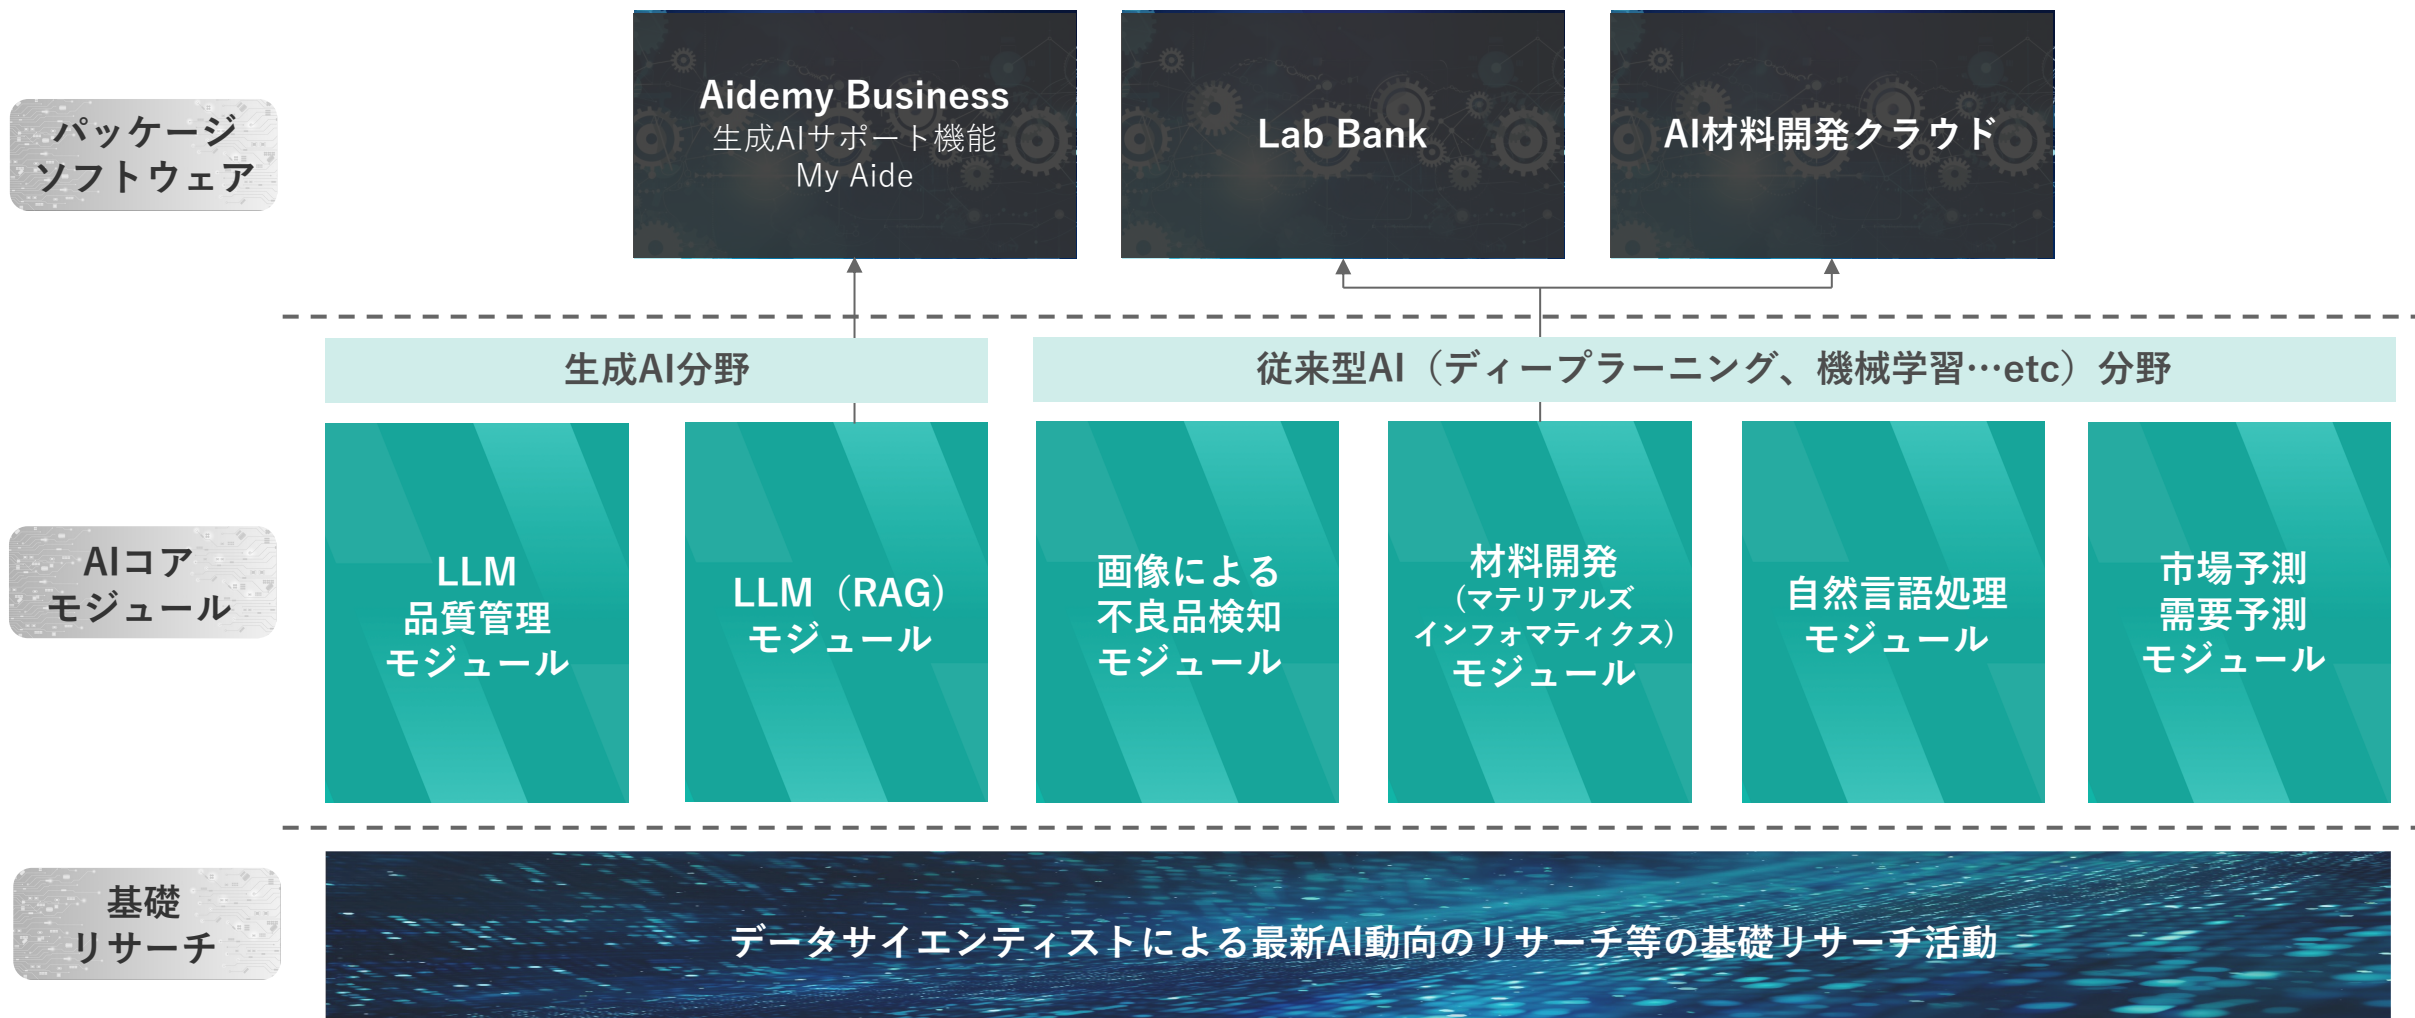 パッケージ
ソフトウェア
Aidemy Business
生成AIサポート機能
My Aide
Lab Bank
AI材料開発クラウド
生成AI分野
従来型AI（ディープラーニング、機械学習…etc）分野
AIコア
モジュール
LLM
品質管理
モジュール
LLM（RAG）
モジュール
画像による
不良品検知
モジュール
材料開発
（マテリアルズ
インフォマティクス）
モジュール
自然言語処理
モジュール
市場予測
需要予測
モジュール
基礎
リサーチ
データサイエンティストによる最新AI動向のリサーチ等の基礎リサーチ活動